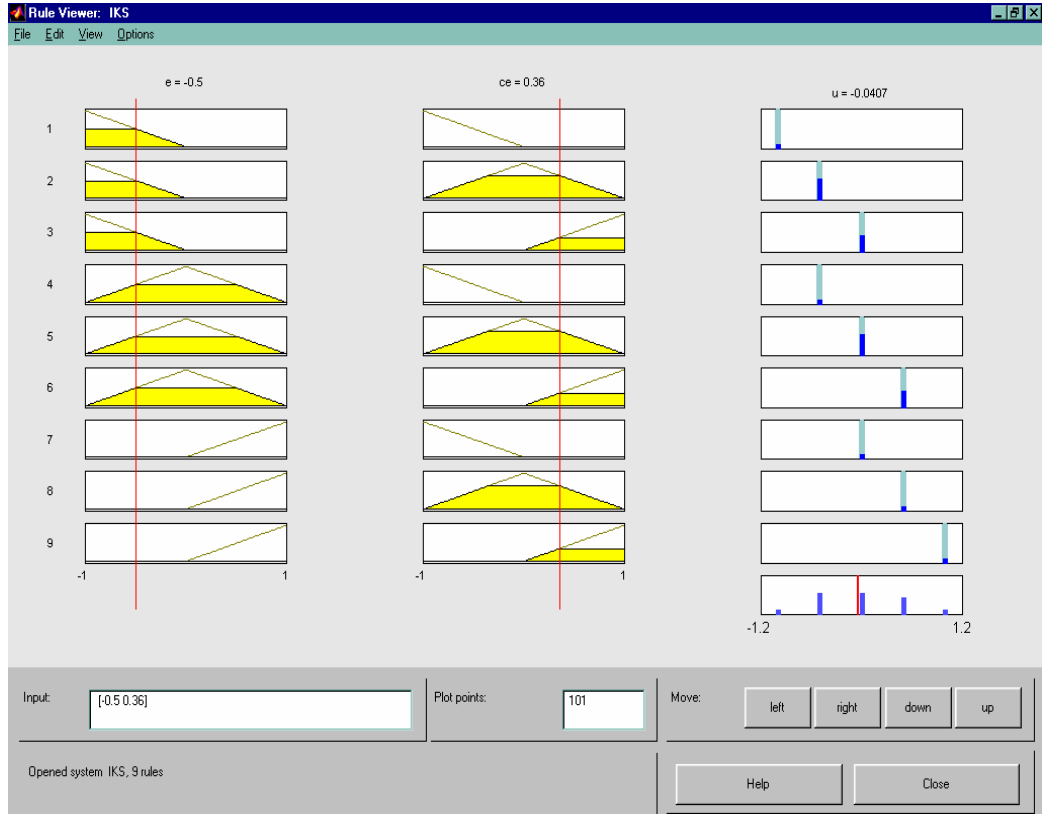 Rule Viewer: IKS
File Edit View Options
e = -0.5
ce = 0.36
u = -0.0407
1
2
3
4
5
6
7
8
9
-1 1
-1 1
-1.2 1.2
Input:
[-0.5 0.36]
Plot points:
101
Move:
left
right
down
up
Opened system IKS, 9 rules
Help
Close